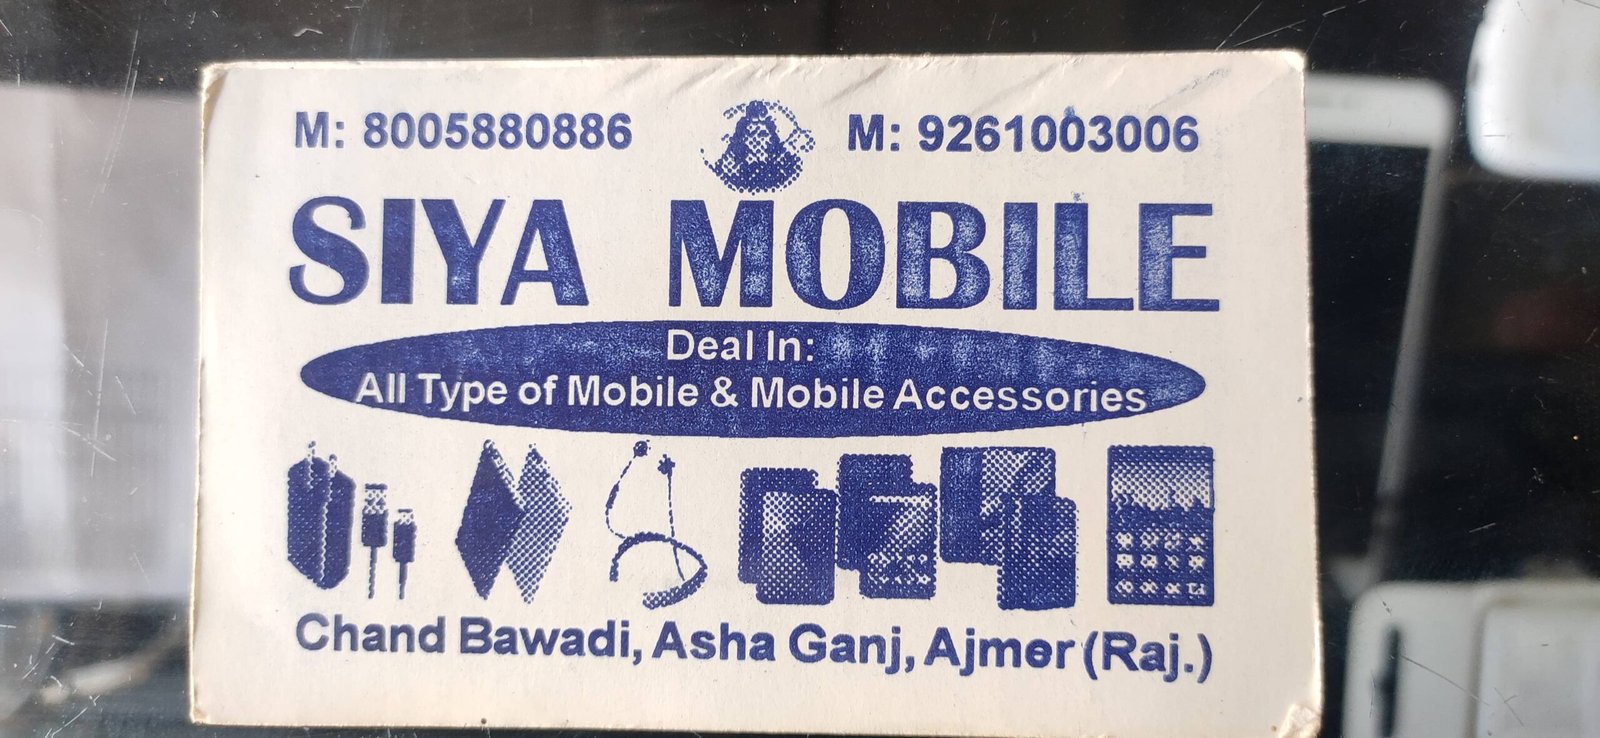 M: 8005880886 M: 9261003006
SIYA MOBILE
Deal In:
All Type of Mobile & Mobile Accessories
Chand Bawadi, Asha Ganj, Ajmer (Raj.)